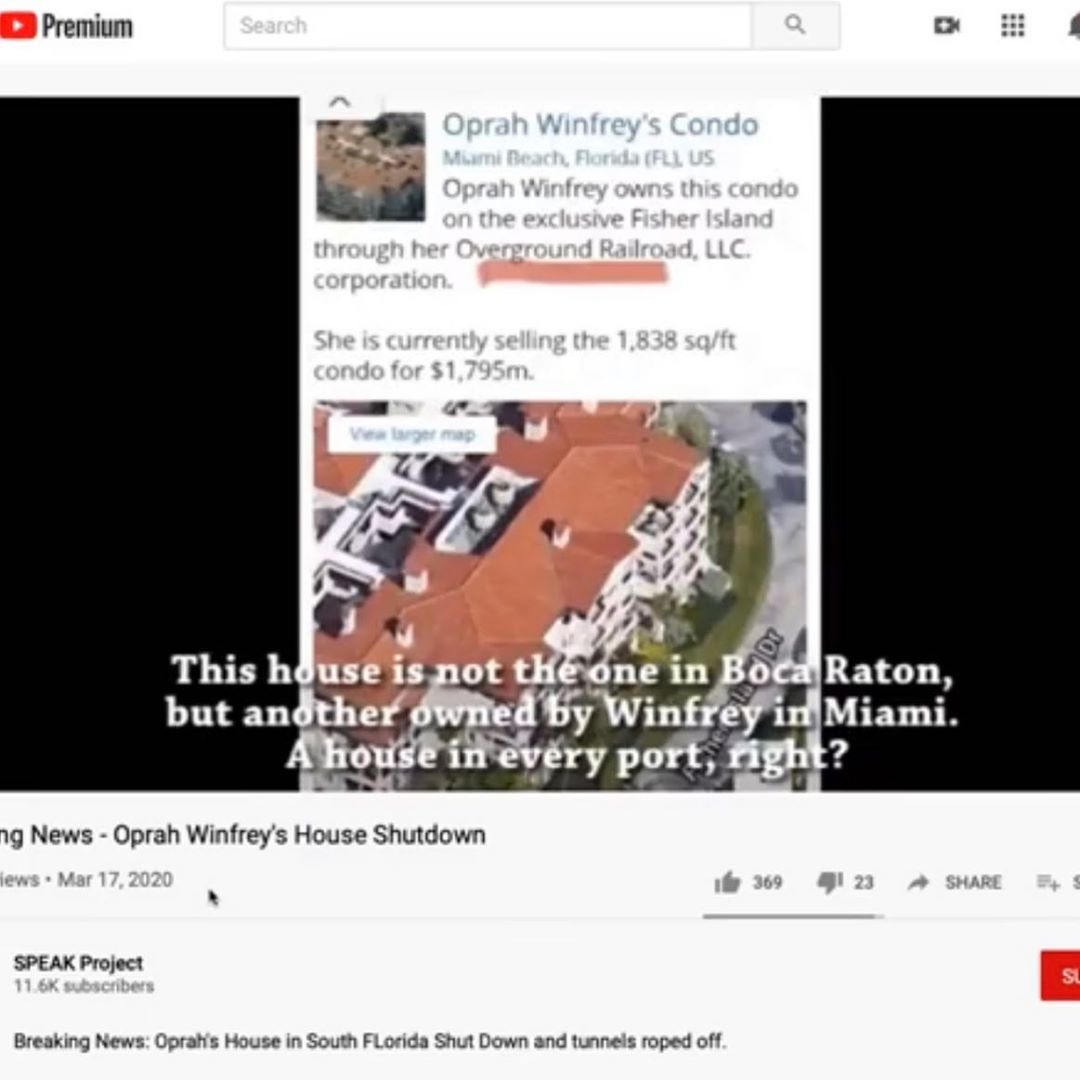 Premium
Search
Oprah Winfrey's Condo
Miami Beach, Florida (FL), US
Oprah Winfrey owns this condo
on the exclusive Fisher Island
through her Overground Railroad, LLC.
corporation.
She is currently selling the 1,838 sq/ft
condo for $1,795m.
View larger map
Dr
This house is not the one in Boca Raton,
but another owned by Winfrey in Miami.
A house in every port, right?
ng News - Oprah Winfrey's House Shutdown
iews • Mar 17, 2020
369
23
SHARE
S
SPEAK Project
11.6K subscribers
SU
Breaking News: Oprah's House in South FLorida Shut Down and tunnels roped off.